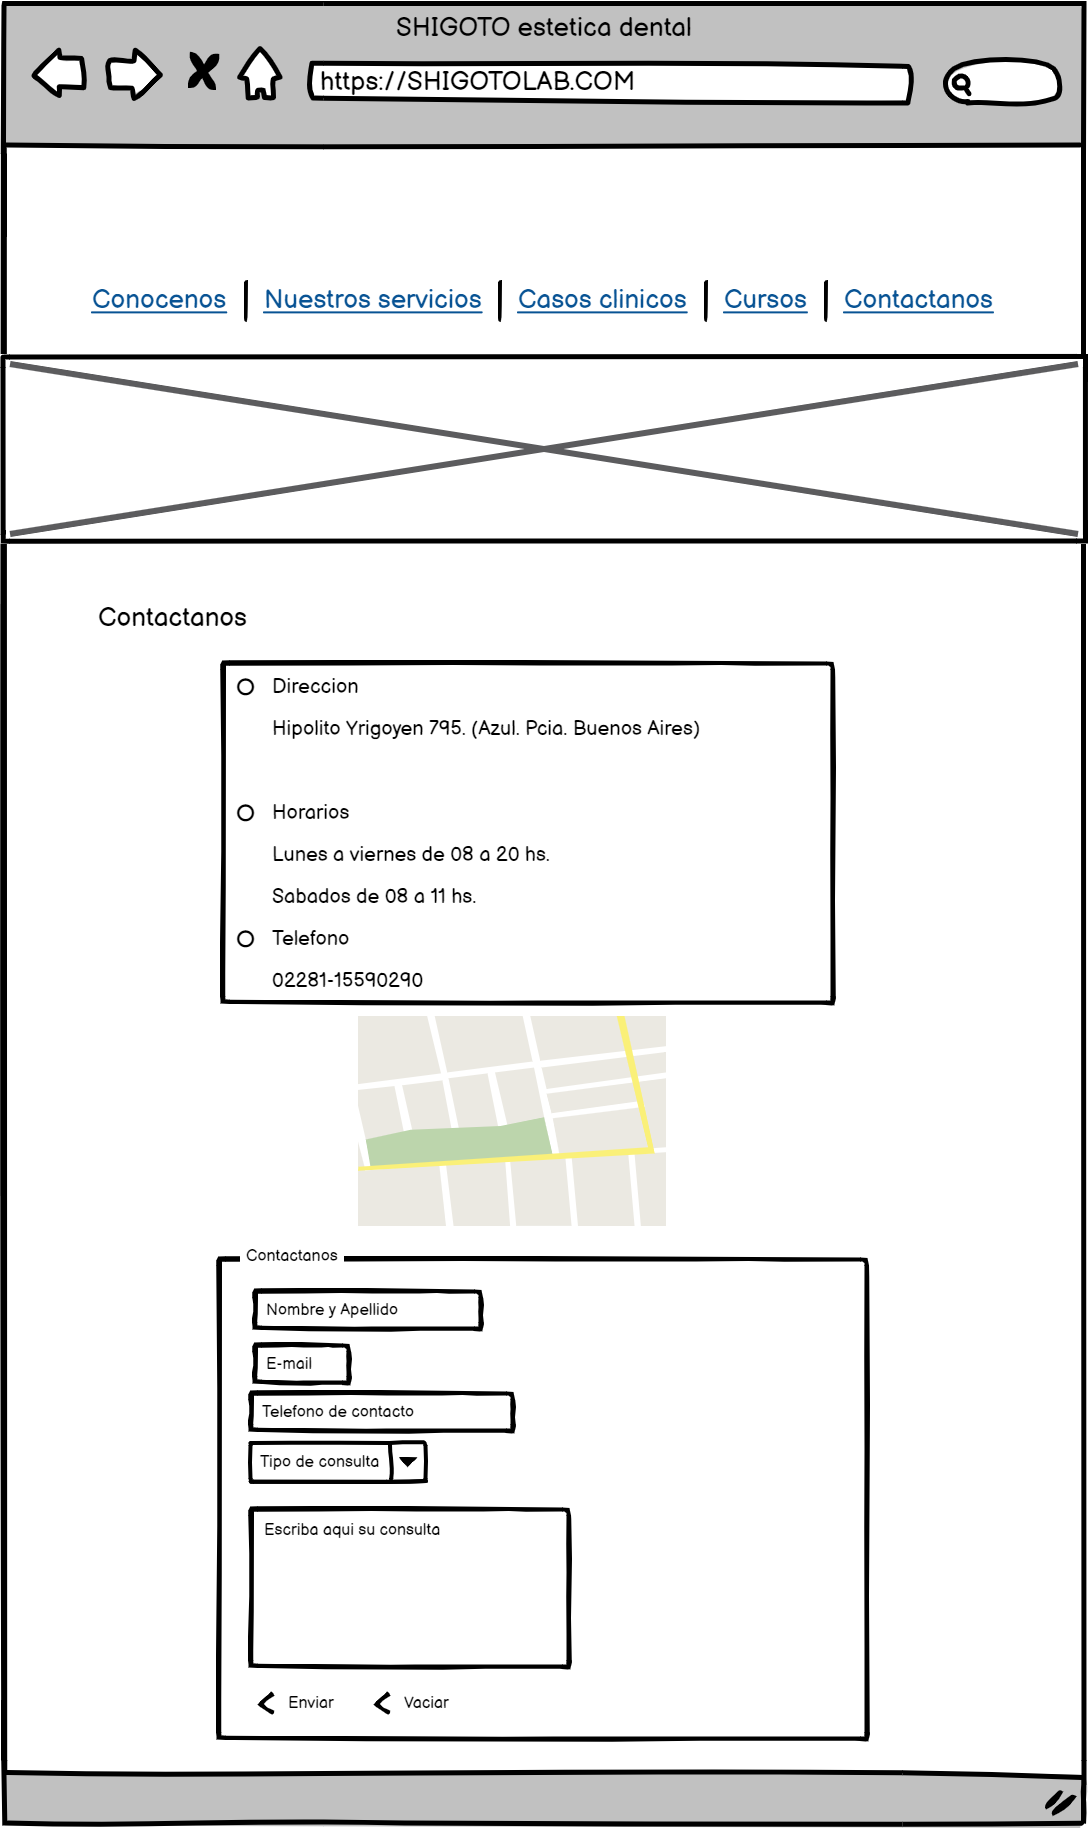 SHIGOTO estetica dental
https://SHIGOTOLAB.COM
Conocenos Nuestros servicios Casos clinicos Cursos Contactanos
Contactanos
Direccion
Hipolito Yrigoyen 795. (Azul. Pcia. Buenos Aires)
Horarios
Lunes a viernes de 08 a 20 hs.
Sabados de 08 a 11 hs.
Telefono
02281-15590290
Contactanos
Nombre y Apellido
E-mail
Telefono de contacto
Tipo de consulta
Escriba aqui su consulta
Enviar Vaciar